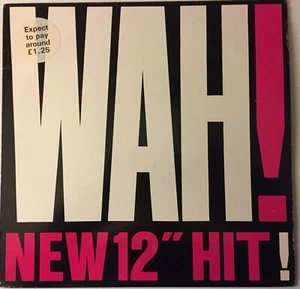 Expect
to pay
around
£1.25
WAH!
NEW 12" HIT!